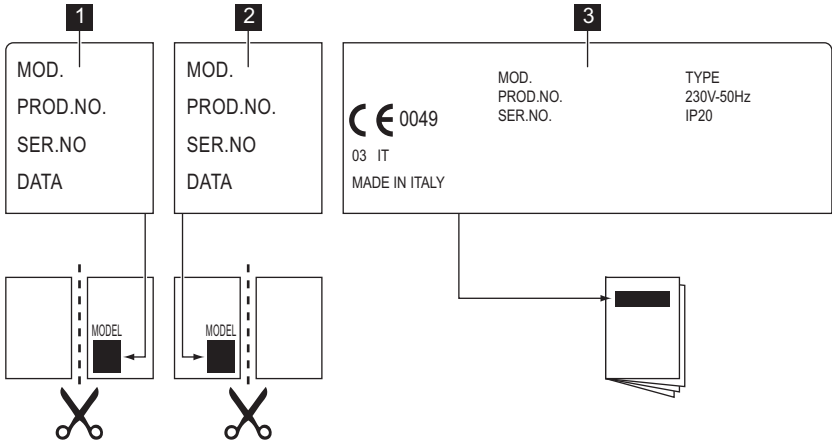 1
2
3
MOD.
PROD.NO.
SER.NO
DATA
MOD.
PROD.NO.
SER.NO
DATA
CE 0049
03 IT
MADE IN ITALY
MOD.
PROD.NO.
SER.NO.
TYPE
230V-50Hz
IP20
MODEL
MODEL